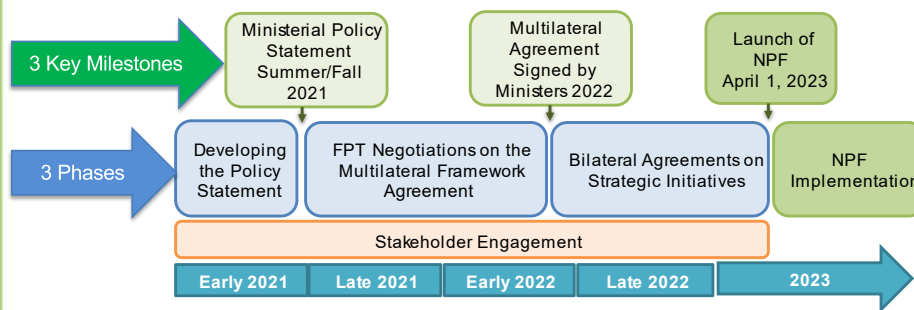 3 Key Milestones
Ministerial Policy
Statement
Summer/Fall
2021
Multilateral
Agreement
Signed by
Ministers 2022
Launch of
NPF
April 1, 2023
3 Phases
Developing
the Policy
Statement
FPT Negotiations on the
Multilateral Framework
Agreement
Bilateral Agreements on
Strategic Initiatives
NPF
Implementation
Stakeholder Engagement
Early 2021
Late 2021
Early 2022
Late 2022
2023